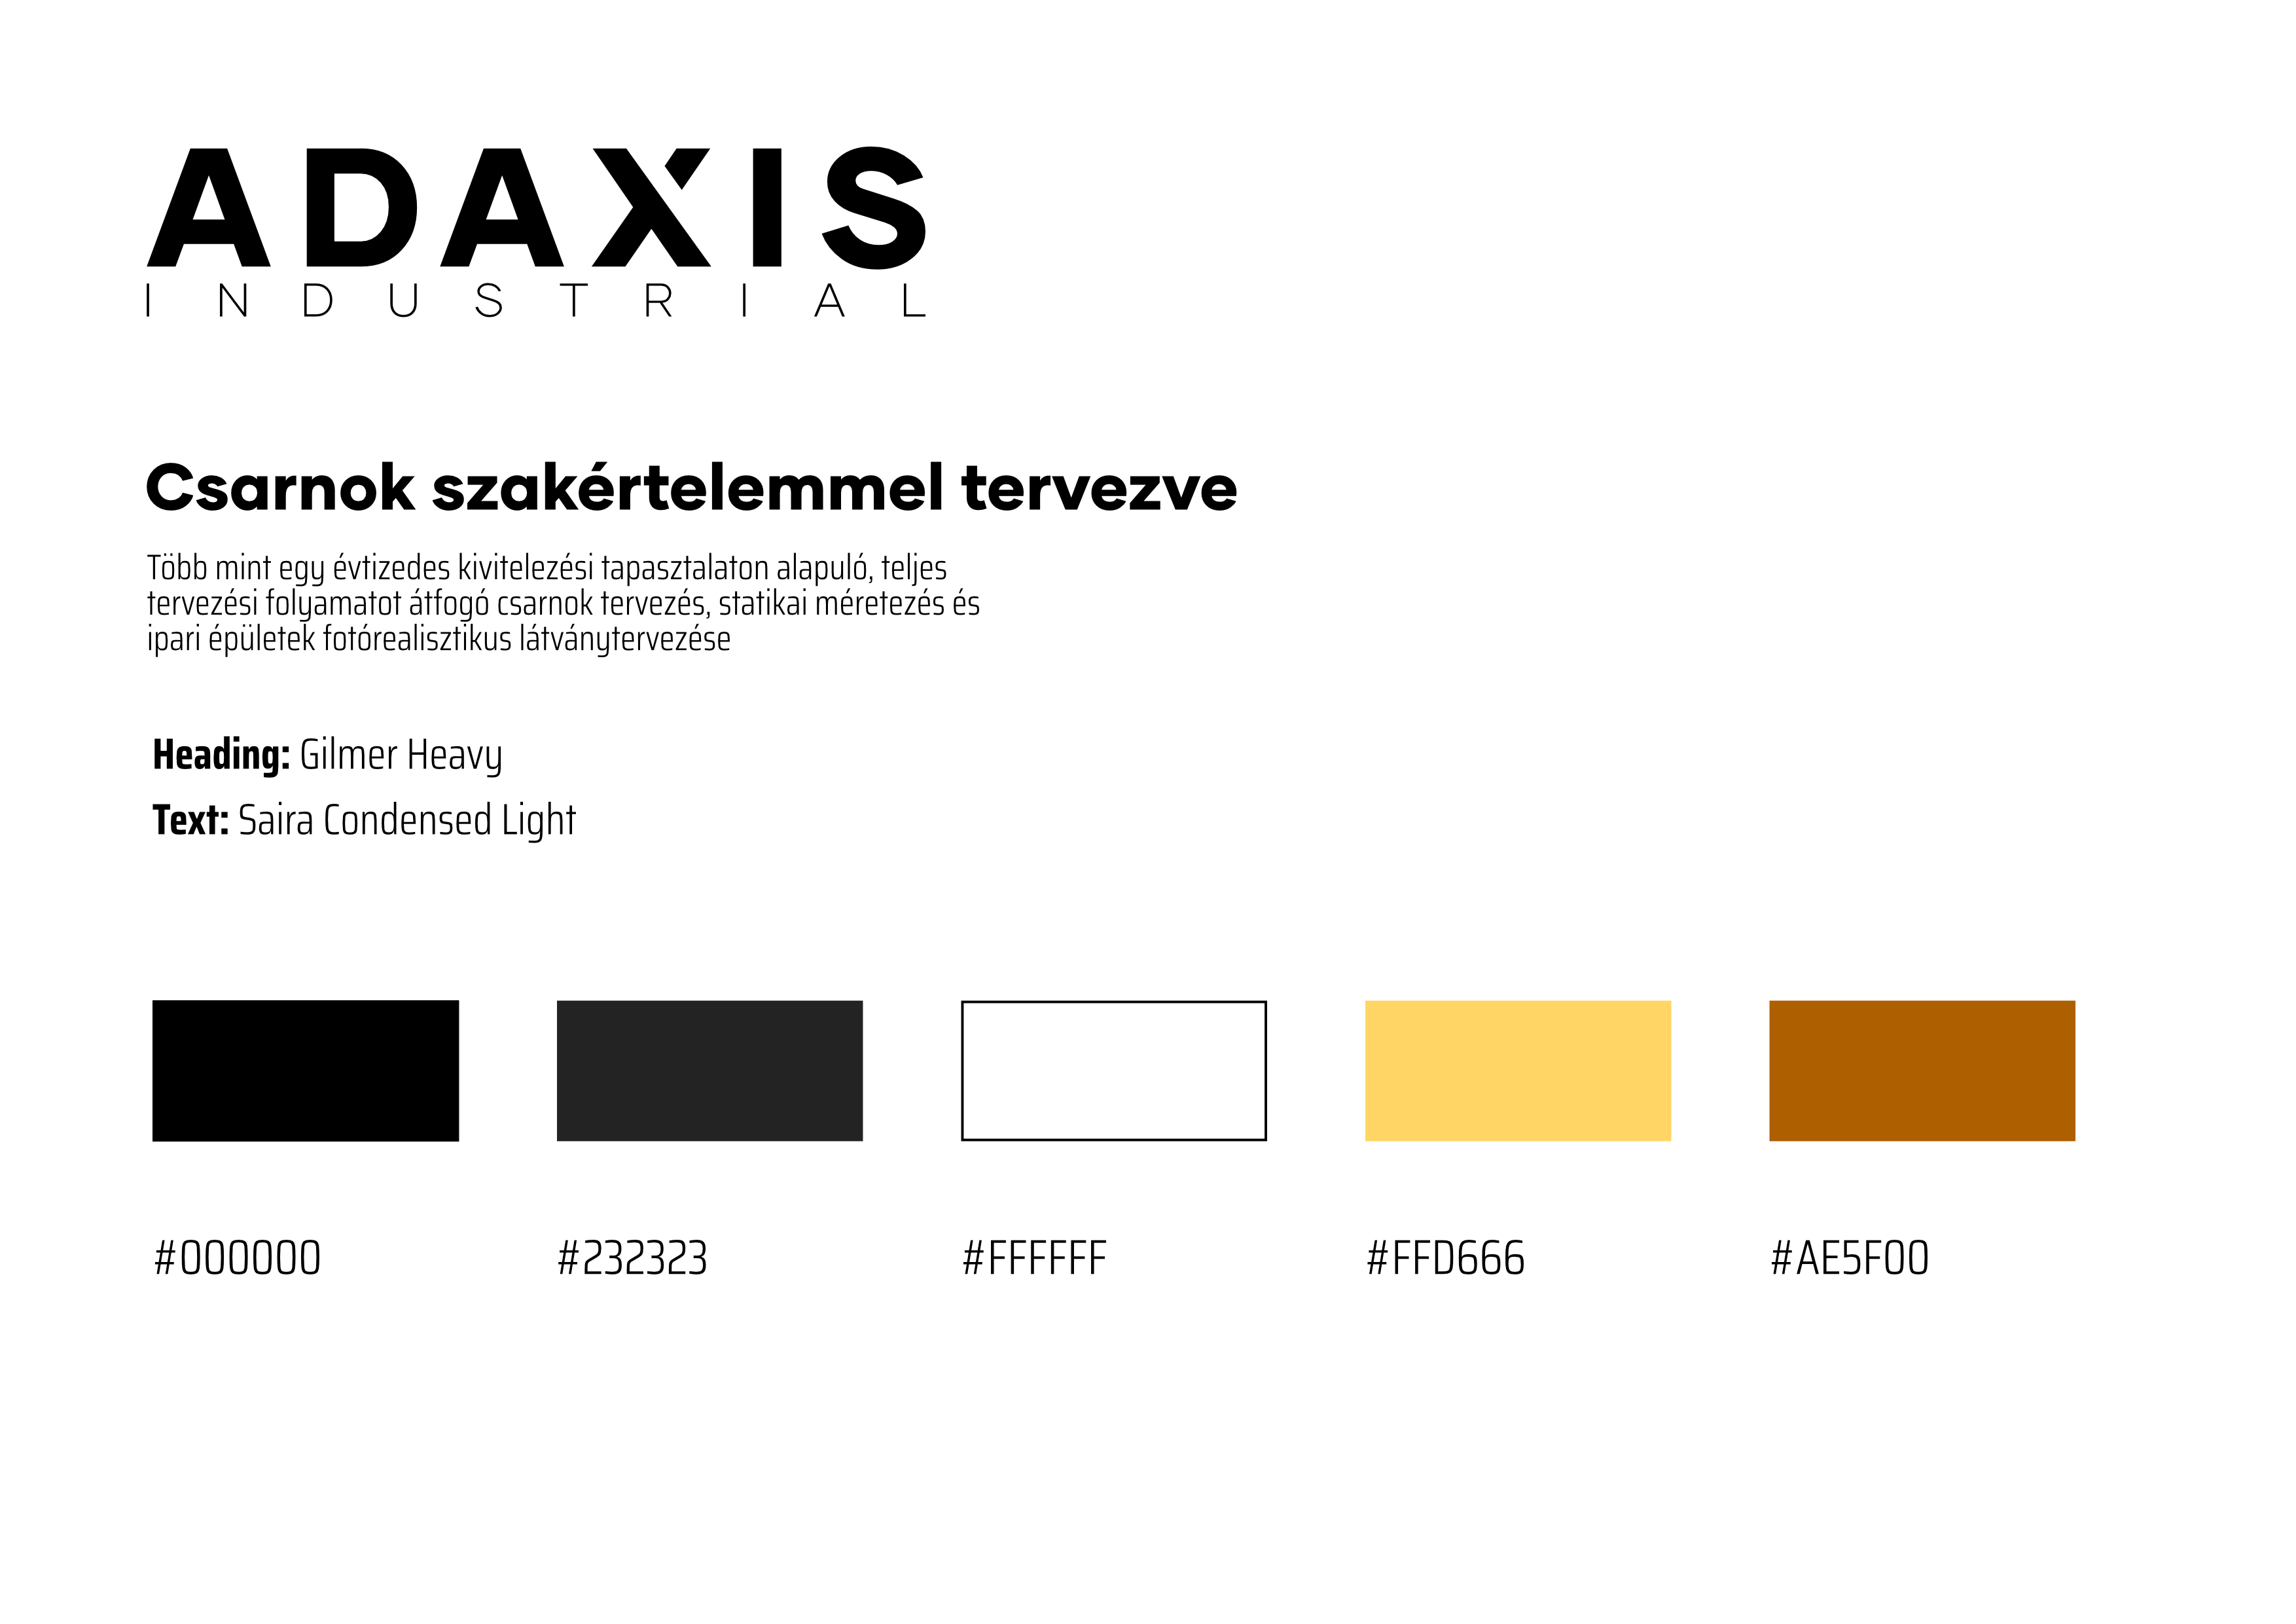 ADAXIS
INDUSTRIAL
Csarnok szakértelemmel tervezve
Több mint egy évtizedes kivitelezési tapasztalaton alapuló, teljes
tervezési folyamatot átfogó csarnok tervezés, statikai méretezés és
ipari épületek fotórealisztikus látványtervezése
Heading: Gilmer Heavy
Text: Saira Condensed Light
#000000 #232323 #FFFFFF #FFD666 #AE5F00